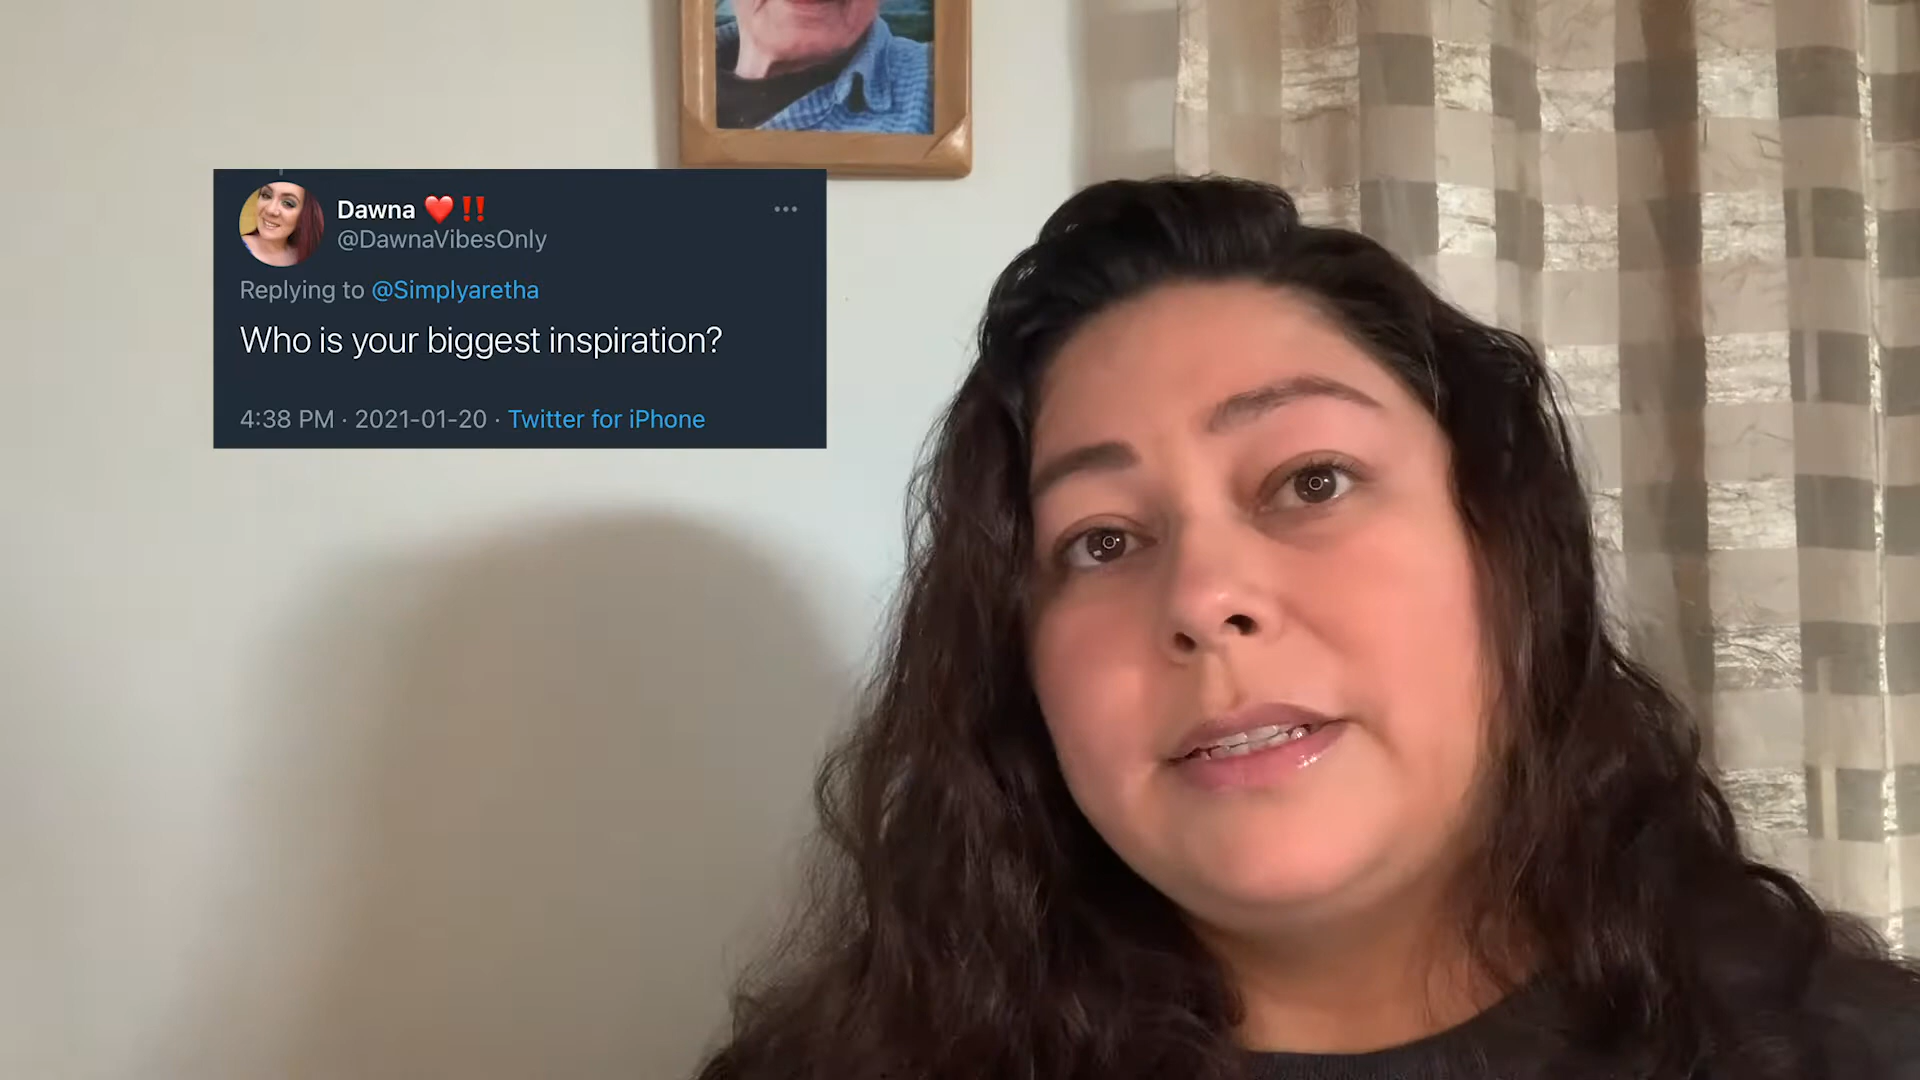 Dawna ❤️‼️
@DawnaVibesOnly
Replying to @Simplyaretha
Who is your biggest inspiration?
4:38 PM · 2021-01-20 · Twitter for iPhone